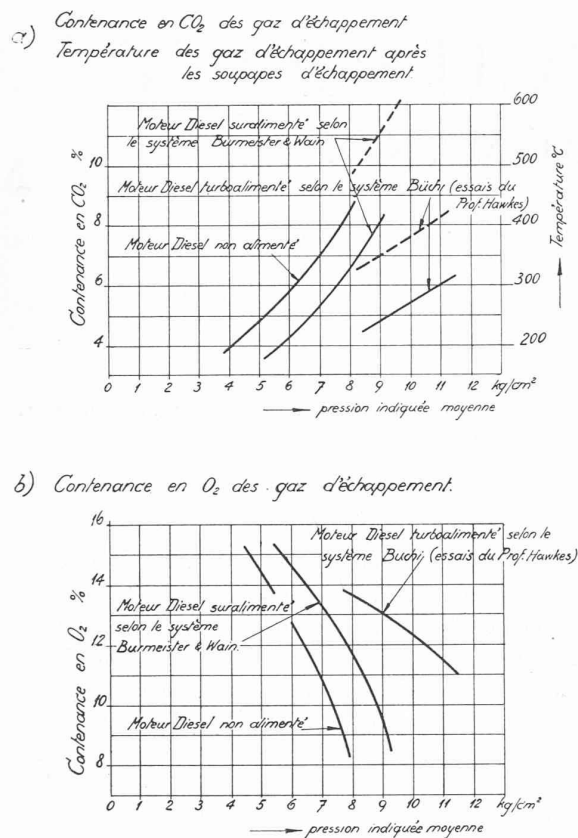 a) Contenance en CO₂ des gaz d'échappement
Température des gaz d'échappement après
les soupapes d'échappement.
Contenance en CO₂ %
10
8
6
4
Moteur Diesel suralimenté selon
le système Burmeister & Wain
Moteur Diesel turboalimenté selon le système Büchi (essais du
Prof. Hawkes)
Moteur Diesel non alimenté
600
500
400
300
200
Température °C
0 1 2 3 4 5 6 7 8 9 10 11 kg/cm²
pression indiquée moyenne
b) Contenance en O₂ des gaz d'échappement.
Contenance en O₂ %
16
14
12
10
8
Moteur Diesel turboalimenté selon le
système Buchi, (essais du Prof. Hawkes)
Moteur Diesel suralimenté
selon le système
Burmeister & Wain.
Moteur Diesel non alimenté
0 1 2 3 4 5 6 7 8 9 10 11 12 kg/cm²
pression indiquée moyenne